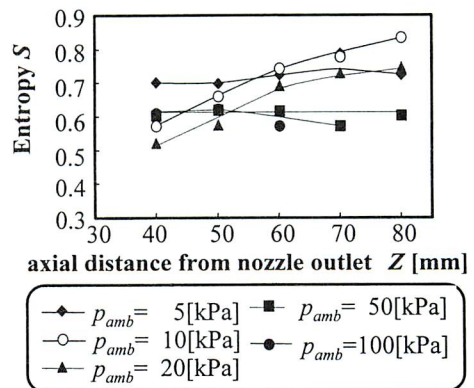 0.9
0.8
0.7
0.6
0.5
0.4
0.3
Entropy S
30 40 50 60 70 80
axial distance from nozzle outlet Z [mm]
p_amb= 5[kPa] p_amb= 50[kPa]
p_amb= 10[kPa] p_amb=100[kPa]
p_amb= 20[kPa]